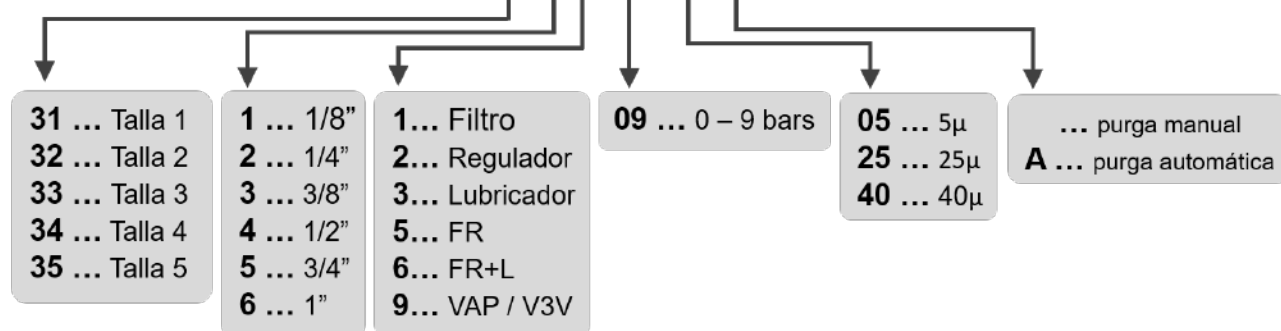 31 ... Talla 1
32 ... Talla 2
33 ... Talla 3
34 ... Talla 4
35 ... Talla 5
1 ... 1/8”
2 ... 1/4”
3 ... 3/8”
4 ... 1/2”
5 ... 3/4”
6 ... 1”
1... Filtro
2... Regulador
3... Lubricador
5... FR
6... FR+L
9... VAP / V3V
09 ... 0 – 9 bars
05 ... 5µ
25 ... 25µ
40 ... 40µ
... purga manual
A ... purga automática